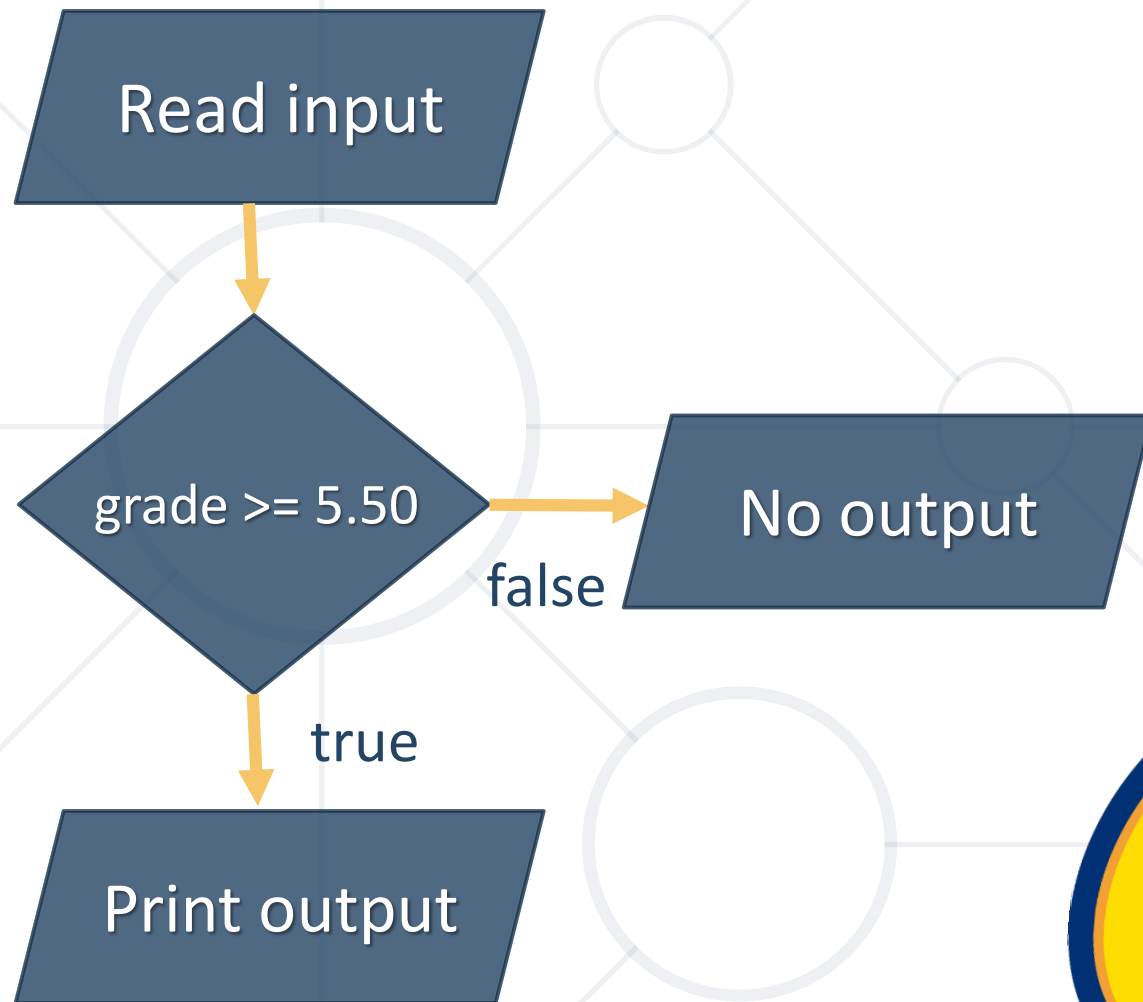 Read input
grade >= 5.50
No output
false
true
Print output